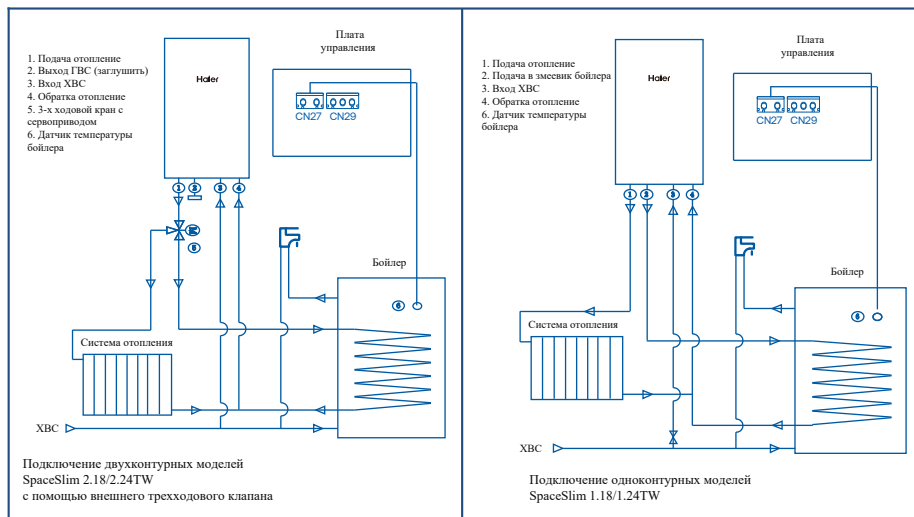 1. Подача отопление
2. Выход ГВС (заглушить)
3. Вход ХВС
4. Обратка отопление
5. 3-х ходовой кран с
сервоприводом
6. Датчик температуры
бойлера
Haier
Плата
управления
CN27 CN29
1 2 3 4
M
5
Бойлер
6
Система отопления
ХВС
Подключение двухконтурных моделей
SpaceSlim 2.18/2.24TW
с помощью внешнего трехходового клапана
1. Подача отопление
2. Подача в змеевик бойлера
3. Вход ХВС
4. Обратка отопление
6. Датчик температуры
бойлера
Haier
Плата
управления
CN27 CN29
1 2 3 4
Бойлер
6
Система отопления
ХВС
Подключение одноконтурных моделей
SpaceSlim 1.18/1.24TW